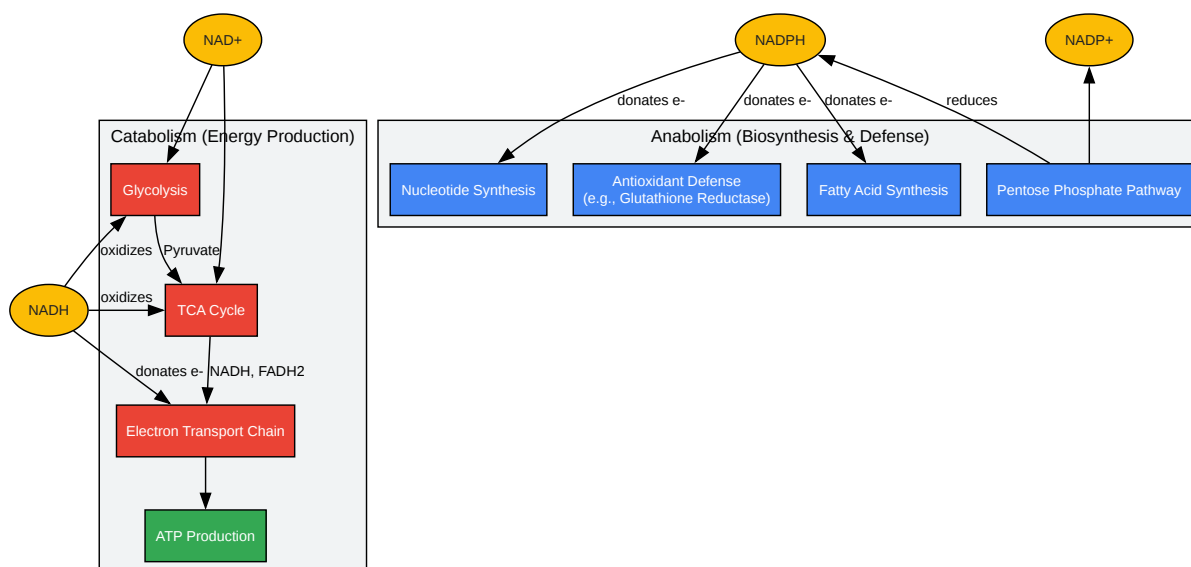 NAD+
NADPH
NADP+
donates e-
donates e-
donates e-
reduces
Catabolism (Energy Production)
Anabolism (Biosynthesis & Defense)
Glycolysis
Nucleotide Synthesis
Antioxidant Defense
(e.g., Glutathione Reductase)
Fatty Acid Synthesis
Pentose Phosphate Pathway
oxidizes
Pyruvate
NADH
oxidizes
TCA Cycle
donates e-
NADH, FADH2
Electron Transport Chain
ATP Production